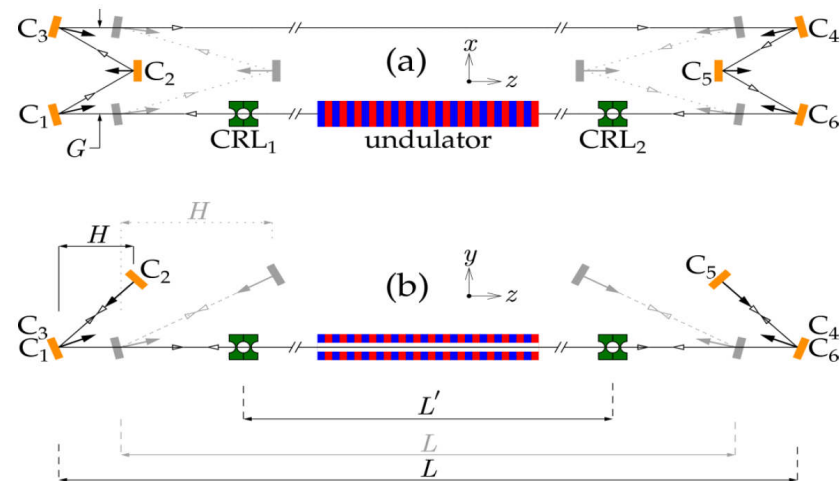 C3
C4
(a)
x
z
C2
C5
C1
C6
G
CRL1
undulator
CRL2
H
H
C2
y
(b)
z
C5
C3
C1
C4
C6
L′
L
L